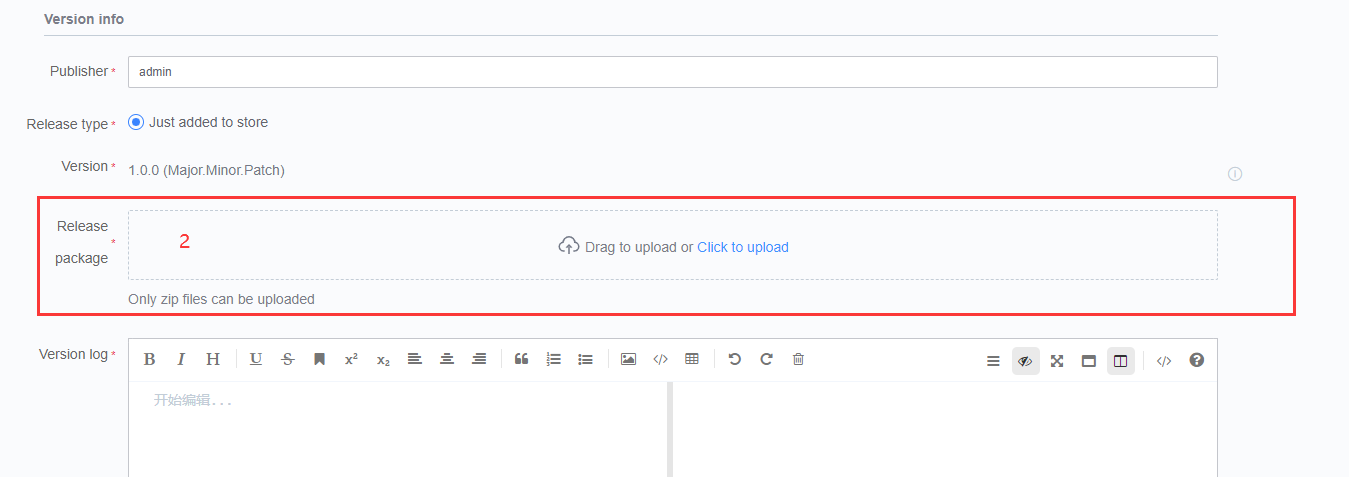 Version info
Publisher * admin
Release type * Just added to store
Version * 1.0.0 (Major.Minor.Patch)
Release package * 2 Drag to upload or Click to upload
Only zip files can be uploaded
Version log * B I H U S x² x₂
开始编辑...